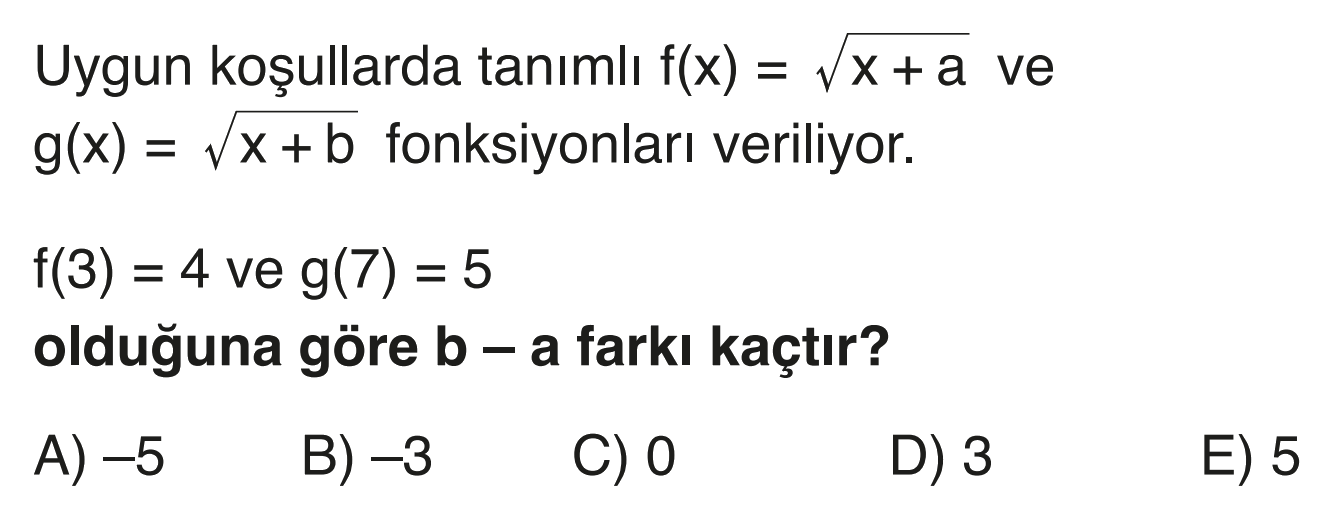 Uygun koşullarda tanımlı f(x) = √x + a ve
g(x) = √x + b fonksiyonları veriliyor.
f(3) = 4 ve g(7) = 5
olduğuna göre b – a farkı kaçtır?
A) –5 B) –3 C) 0 D) 3 E) 5